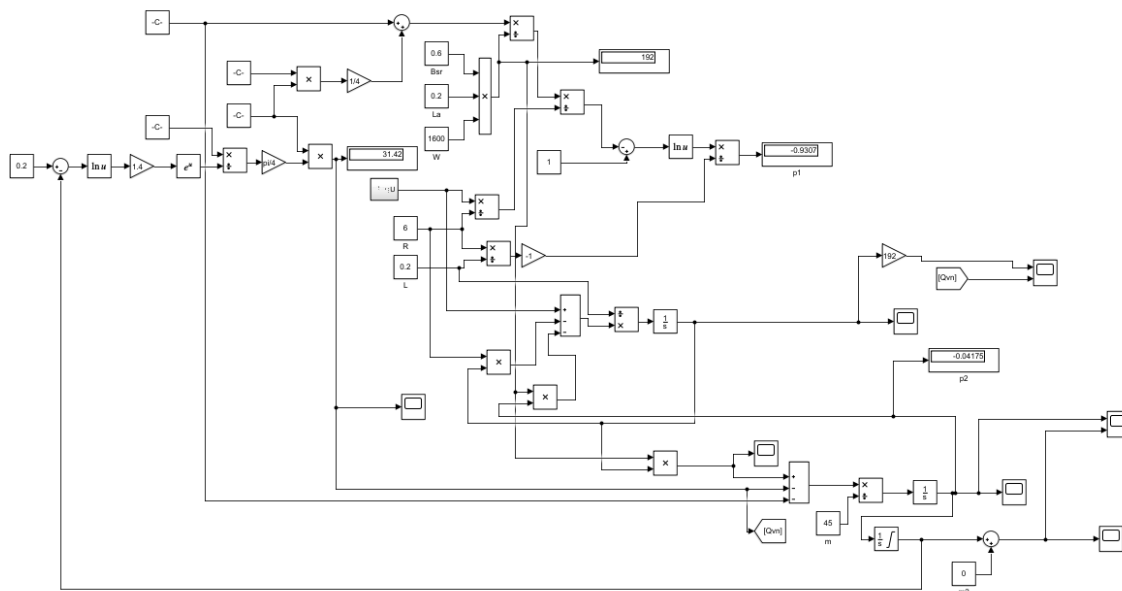 -C-
192
0.6
Bsr
-C-
1/4
0.2
La
-C-
1600
W
-C-
0.2
ln u
1.4
e^u
pi/4
31.42
1
ln u
-0.9307
p1
6
R
0.2
L
-1
192
[Qvn]
1/s
-0.04175
p2
1/s
45
m
[Qvn]
1/s
0